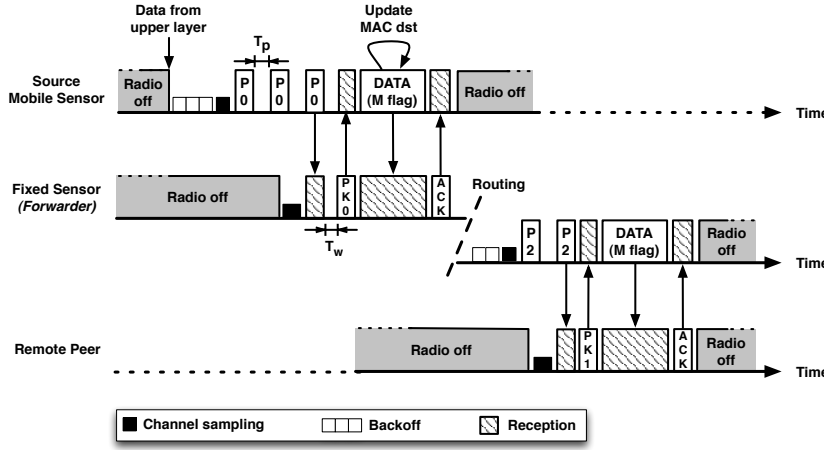 Data from
upper layer
Update
MAC dst
Tp
Source
Mobile Sensor
Radio
off
P
0
P
0
P
0
DATA
(M flag)
Radio off
Time
Fixed Sensor
(Forwarder)
Radio off
P
K
0
A
C
K
Tw
Routing
P
2
P
2
DATA
(M flag)
Radio
off
Time
Remote Peer
Radio off
P
K
1
A
C
K
Radio
off
Time
Channel sampling
Backoff
Reception